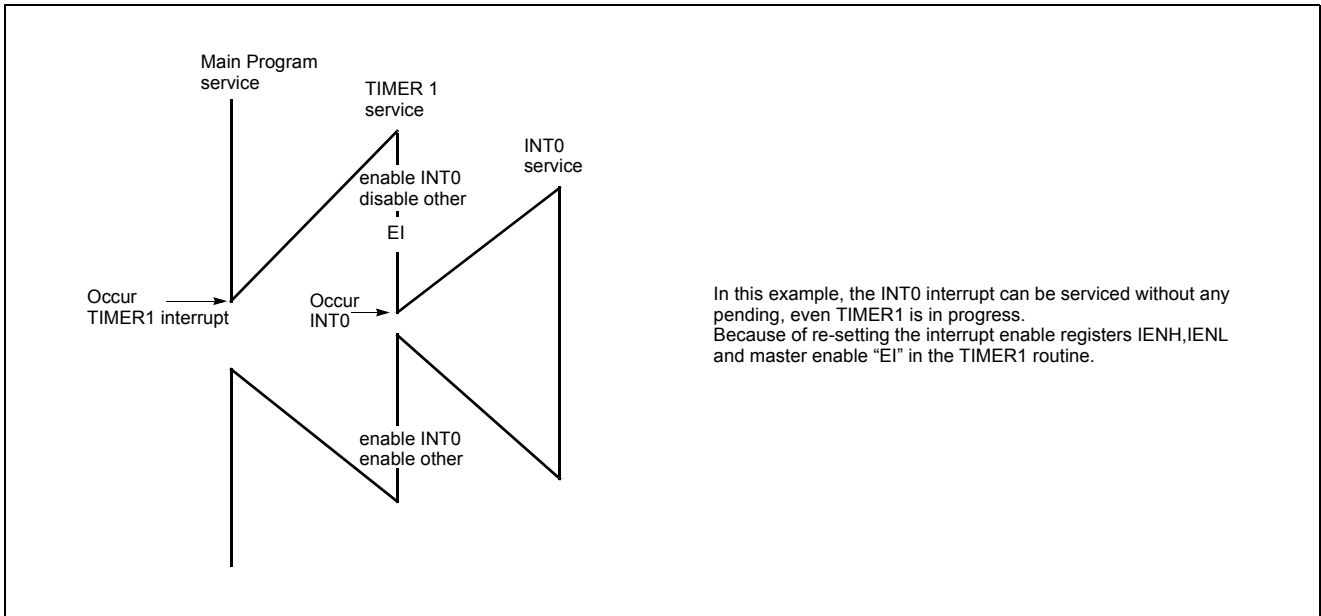 Main Program
service
TIMER 1
service
INT0
service
enable INT0
disable other
EI
Occur
TIMER1 interrupt
Occur
INT0
In this example, the INT0 interrupt can be serviced without any
pending, even TIMER1 is in progress.
Because of re-setting the interrupt enable registers IENH,IENL
and master enable “EI” in the TIMER1 routine.
enable INT0
enable other